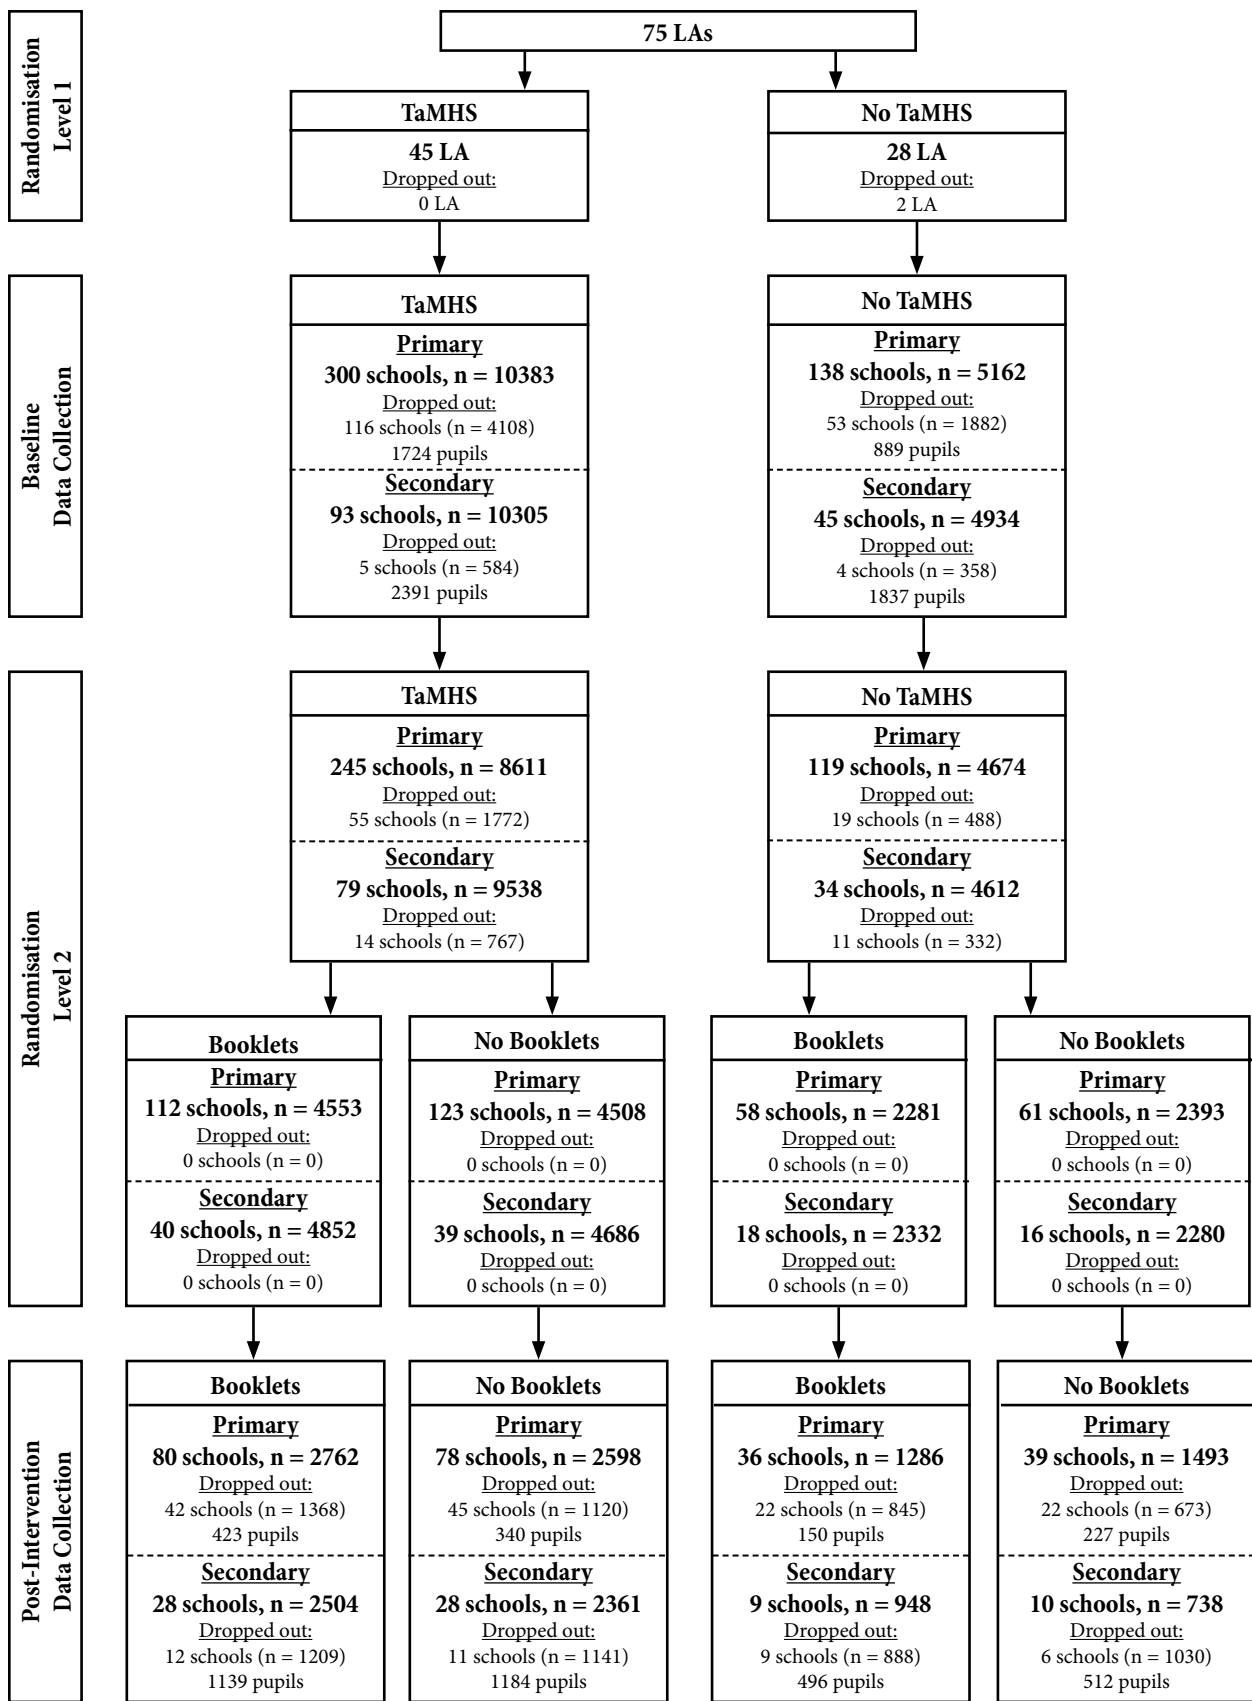 Randomisation
Level 1
75 LAs
TaMHS
45 LA
Dropped out:
0 LA
No TaMHS
28 LA
Dropped out:
2 LA
Baseline
Data Collection
TaMHS
Primary
300 schools, n = 10383
Dropped out:
116 schools (n = 4108)
1724 pupils
Secondary
93 schools, n = 10305
Dropped out:
5 schools (n = 584)
2391 pupils
No TaMHS
Primary
138 schools, n = 5162
Dropped out:
53 schools (n = 1882)
889 pupils
Secondary
45 schools, n = 4934
Dropped out:
4 schools (n = 358)
1837 pupils
Randomisation
Level 2
TaMHS
Primary
245 schools, n = 8611
Dropped out:
55 schools (n = 1772)
Secondary
79 schools, n = 9538
Dropped out:
14 schools (n = 767)
No TaMHS
Primary
119 schools, n = 4674
Dropped out:
19 schools (n = 488)
Secondary
34 schools, n = 4612
Dropped out:
11 schools (n = 332)
Booklets
Primary
112 schools, n = 4553
Dropped out:
0 schools (n = 0)
Secondary
40 schools, n = 4852
Dropped out:
0 schools (n = 0)
No Booklets
Primary
123 schools, n = 4508
Dropped out:
0 schools (n = 0)
Secondary
39 schools, n = 4686
Dropped out:
0 schools (n = 0)
Booklets
Primary
58 schools, n = 2281
Dropped out:
0 schools (n = 0)
Secondary
18 schools, n = 2332
Dropped out:
0 schools (n = 0)
No Booklets
Primary
61 schools, n = 2393
Dropped out:
0 schools (n = 0)
Secondary
16 schools, n = 2280
Dropped out:
0 schools (n = 0)
Post-Intervention
Data Collection
Booklets
Primary
80 schools, n = 2762
Dropped out:
42 schools (n = 1368)
423 pupils
Secondary
28 schools, n = 2504
Dropped out:
12 schools (n = 1209)
1139 pupils
No Booklets
Primary
78 schools, n = 2598
Dropped out:
45 schools (n = 1120)
340 pupils
Secondary
28 schools, n = 2361
Dropped out:
11 schools (n = 1141)
1184 pupils
Booklets
Primary
36 schools, n = 1286
Dropped out:
22 schools (n = 845)
150 pupils
Secondary
9 schools, n = 948
Dropped out:
9 schools (n = 888)
496 pupils
No Booklets
Primary
39 schools, n = 1493
Dropped out:
22 schools (n = 673)
227 pupils
Secondary
10 schools, n = 738
Dropped out:
6 schools (n = 1030)
512 pupils